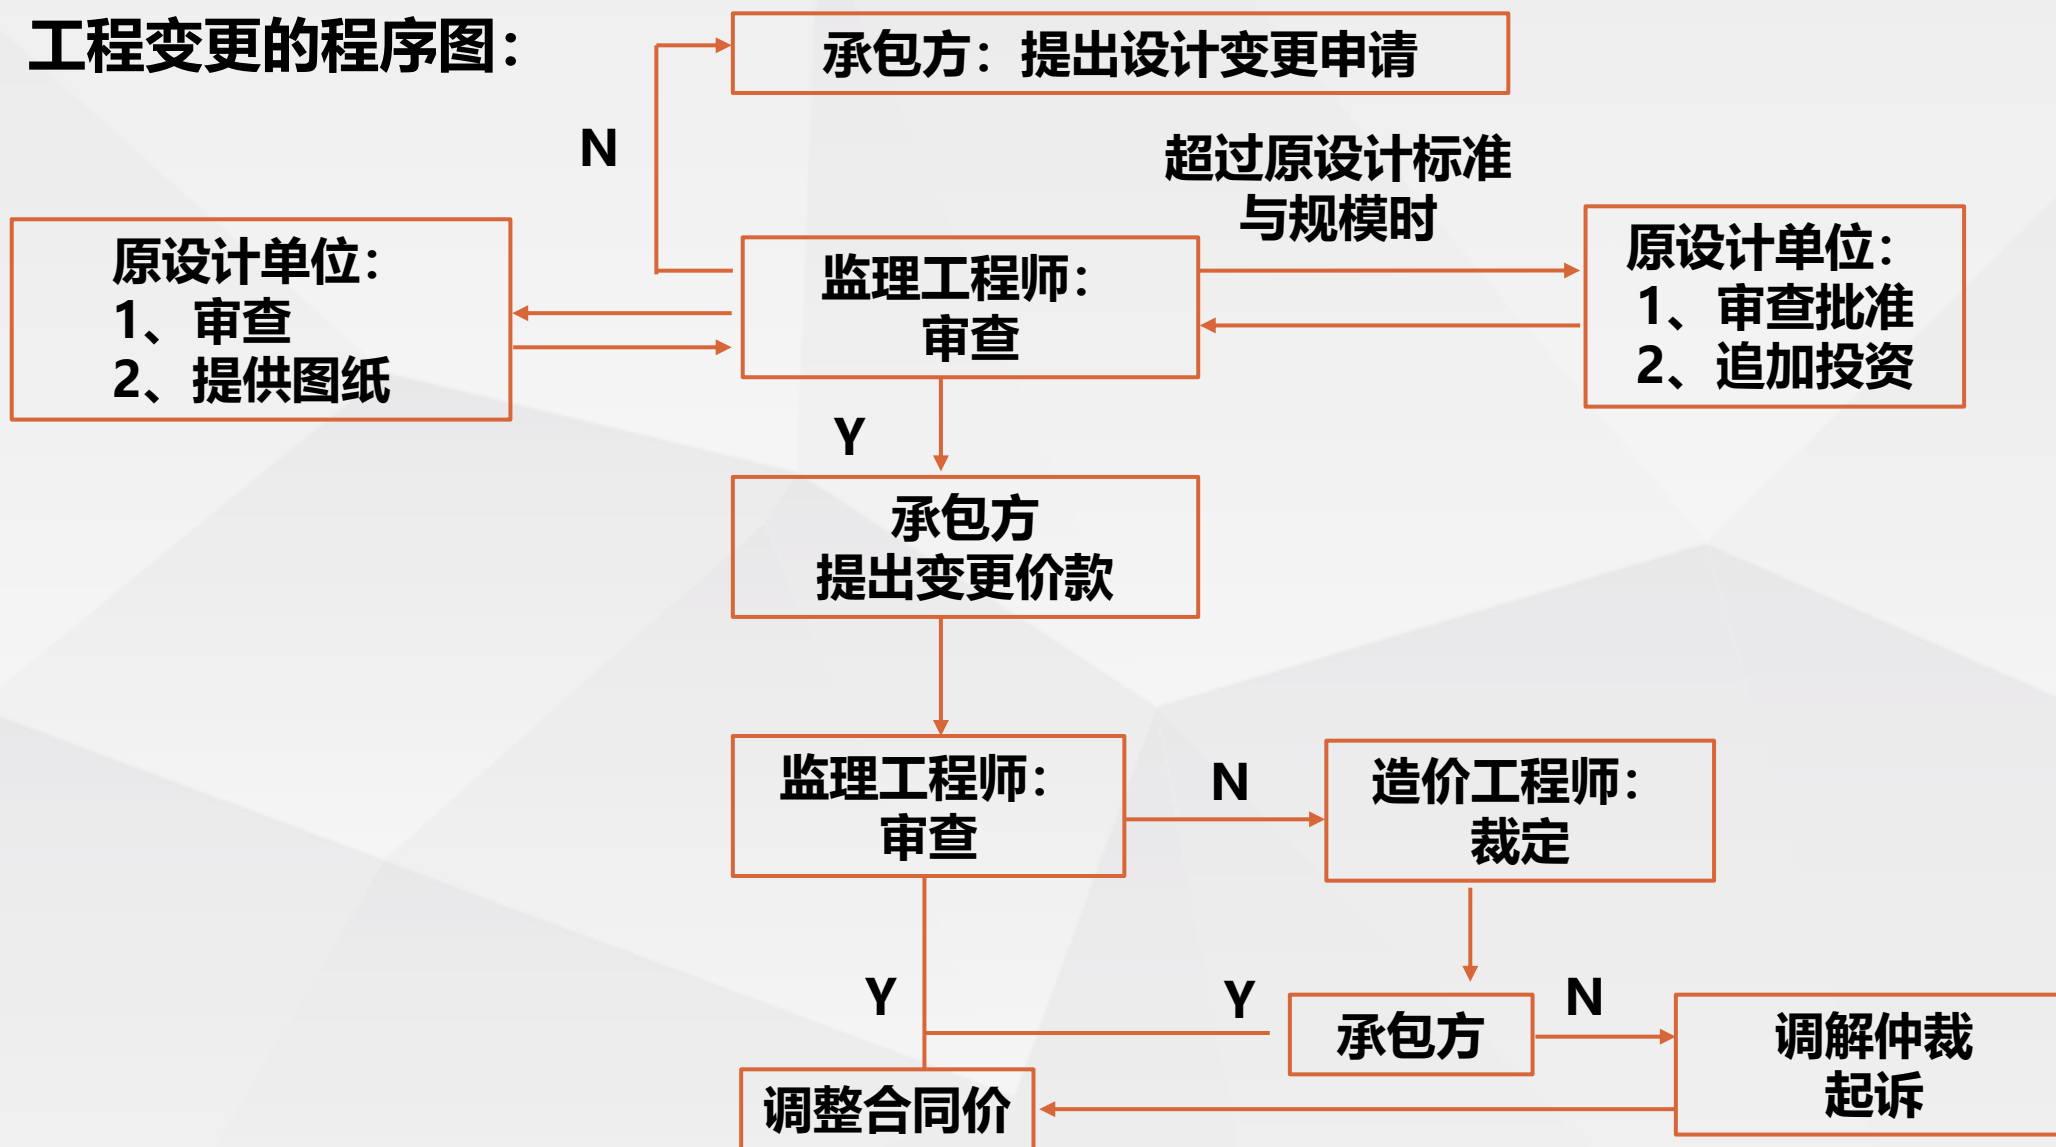 工程变更的程序图：
承包方：提出设计变更申请
N
超过原设计标准
与规模时
原设计单位：
1、审查
2、提供图纸
监理工程师：
审查
原设计单位：
1、审查批准
2、追加投资
Y
承包方
提出变更价款
监理工程师：
审查
N
造价工程师：
裁定
Y
Y
承包方
N
调解仲裁
起诉
调整合同价